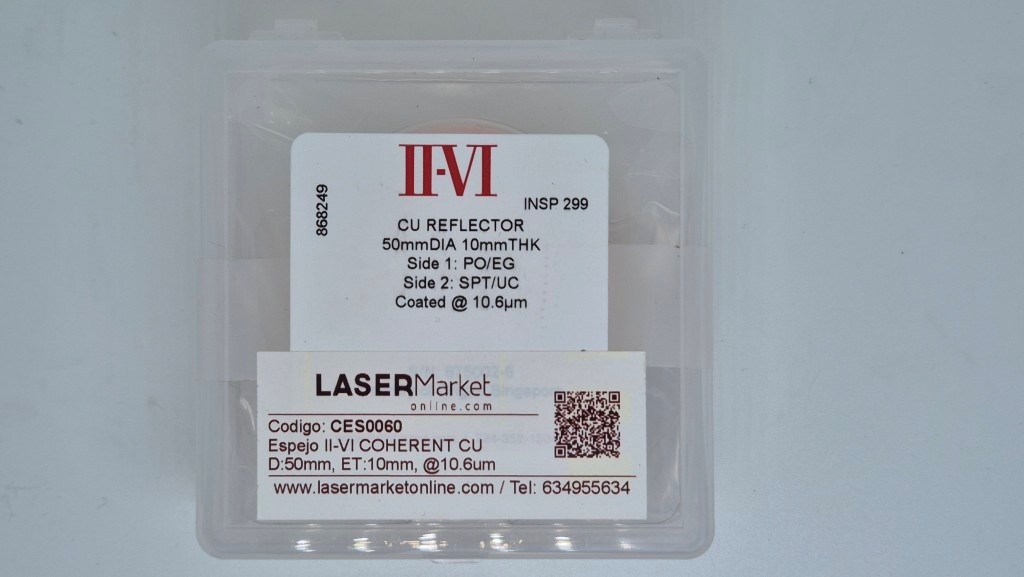 II-VI
868249
INSP 299
CU REFLECTOR
50mmDIA 10mmTHK
Side 1: PO/EG
Side 2: SPT/UC
Coated @ 10.6µm
LASERMarket
online.com
Codigo: CES0060
Espejo II-VI COHERENT CU
D:50mm, ET:10mm, @10.6um
www.lasermarketonline.com / Tel: 634955634